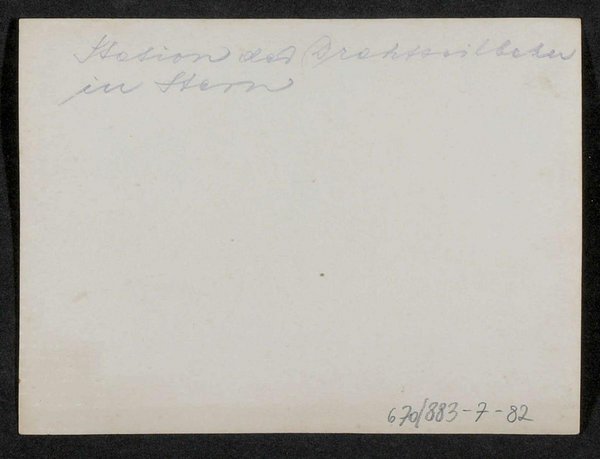 Station der Drahtseilbahn
in Stern
670/883-7-82